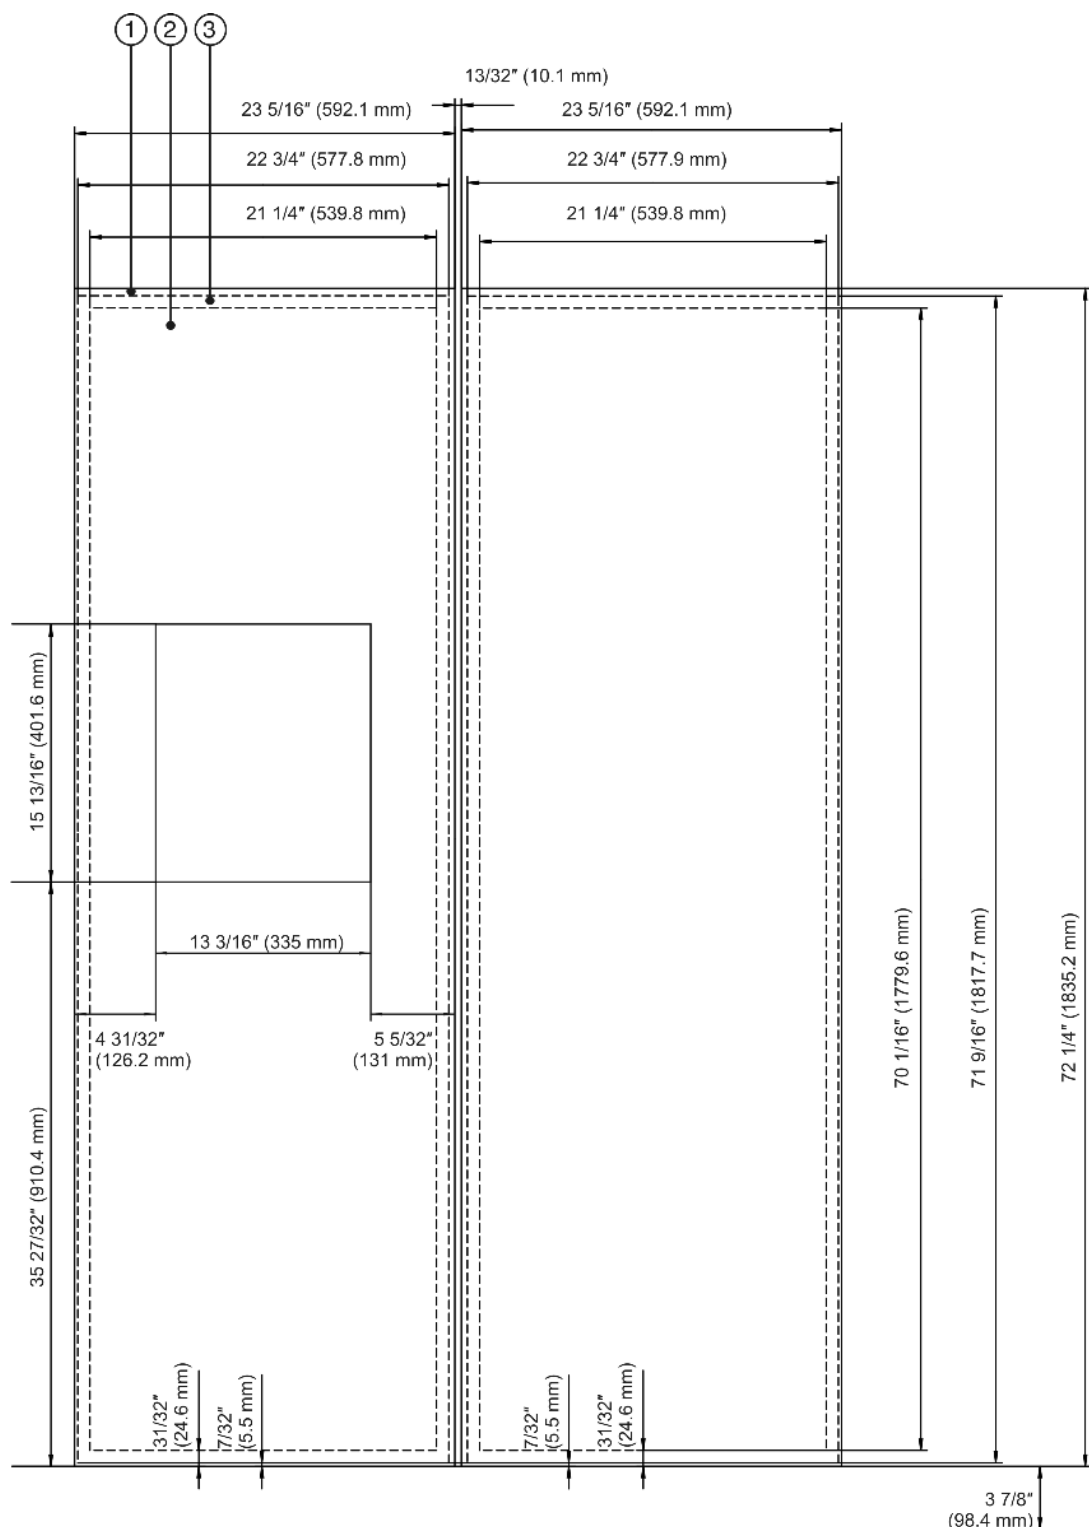 1 2 3
13/32" (10.1 mm)
23 5/16" (592.1 mm)
23 5/16" (592.1 mm)
22 3/4" (577.8 mm)
22 3/4" (577.9 mm)
21 1/4" (539.8 mm)
21 1/4" (539.8 mm)
15 13/16" (401.6 mm)
13 3/16" (335 mm)
4 31/32"
(126.2 mm)
5 5/32"
(131 mm)
35 27/32" (910.4 mm)
70 1/16" (1779.6 mm)
71 9/16" (1817.7 mm)
72 1/4" (1835.2 mm)
31/32"
(24.6 mm)
7/32"
(5.5 mm)
7/32"
(5.5 mm)
31/32"
(24.6 mm)
3 7/8"
(98.4 mm)